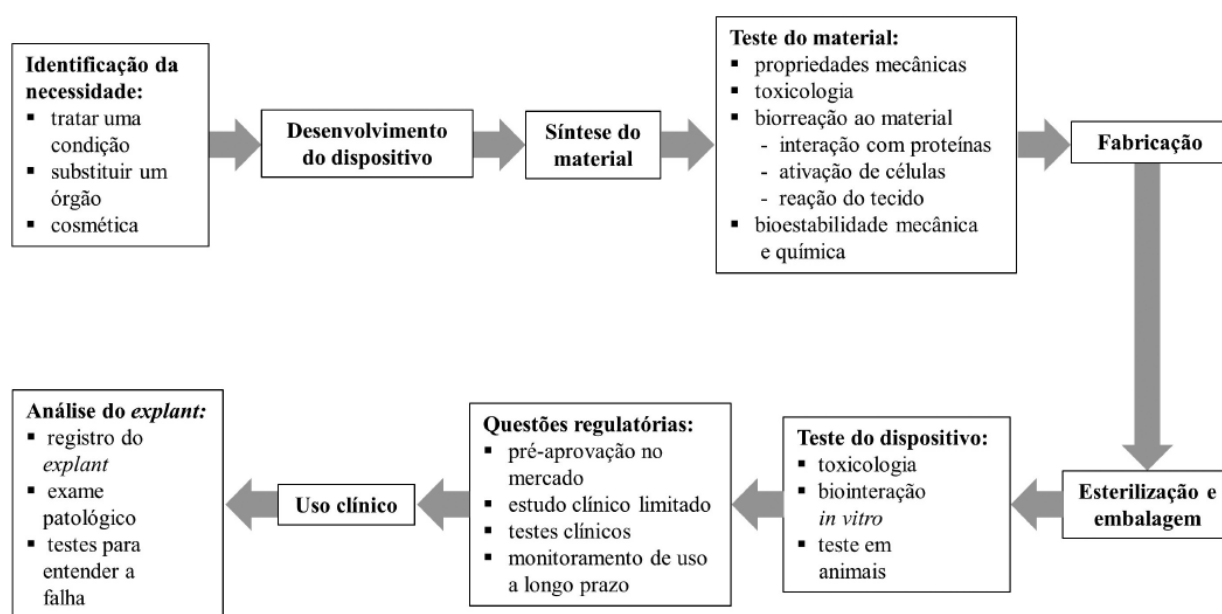 Identificação da
necessidade:
▪ tratar uma
condição
▪ substituir um
órgão
▪ cosmética
Desenvolvimento
do dispositivo
Síntese do
material
Teste do material:
▪ propriedades mecânicas
▪ toxicologia
▪ biorreação ao material
- interação com proteínas
- ativação de células
- reação do tecido
▪ bioestabilidade mecânica
e química
Fabricação
Esterilização e
embalagem
Teste do dispositivo:
▪ toxicologia
▪ biointeração
in vitro
▪ teste em
animais
Questões regulatórias:
▪ pré-aprovação no
mercado
▪ estudo clínico limitado
▪ testes clínicos
▪ monitoramento de uso
a longo prazo
Uso clínico
Análise do explant:
▪ registro do
explant
▪ exame
patológico
▪ testes para
entender a
falha